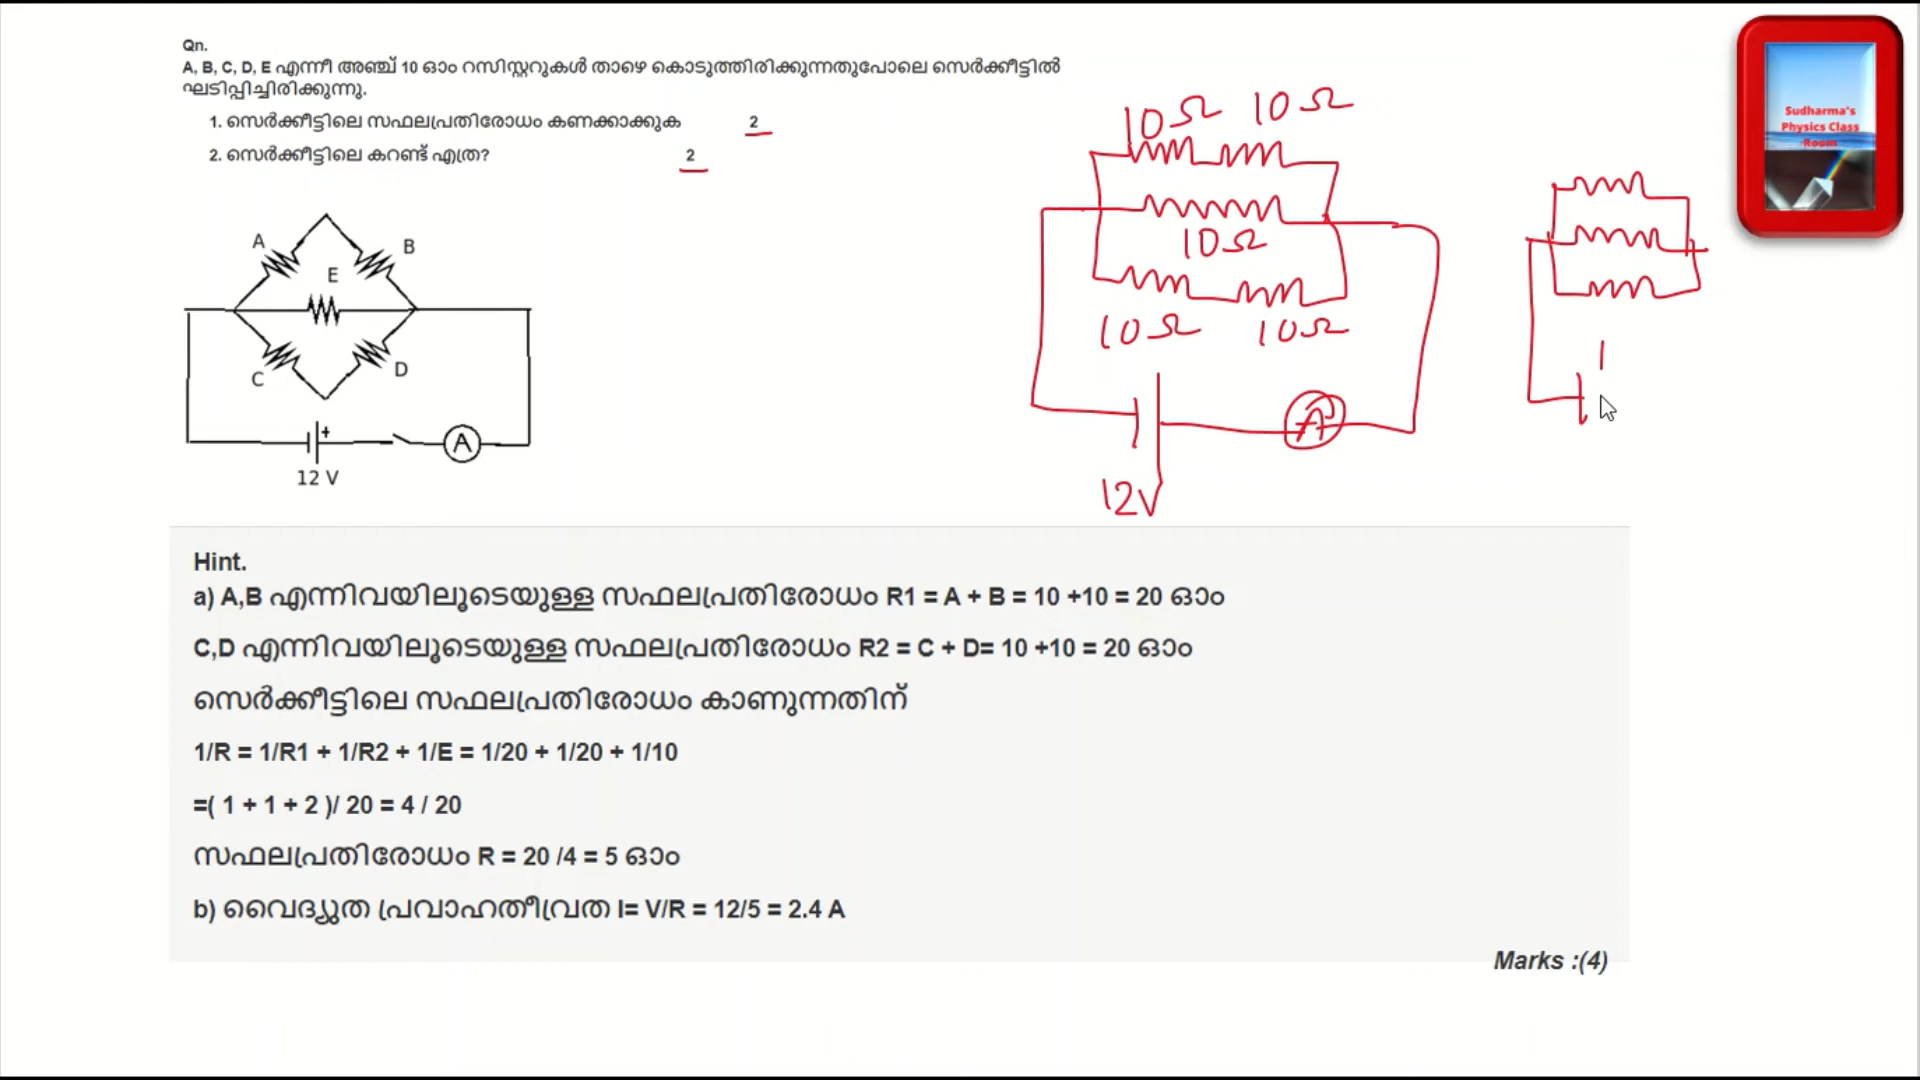 Qn.
A, B, C, D, E എന്നീ അഞ്ച് 10 ഓം റസിസ്റ്ററുകൾ താഴെ കൊടുത്തിരിക്കുന്നതുപോലെ സെർക്കീട്ടിൽ
ഘടിപ്പിച്ചിരിക്കുന്നു.
1. സെർക്കീട്ടിലെ സഫലപ്രതിരോധം കണക്കാക്കുക 2
2. സെർക്കീട്ടിലെ കറണ്ട് എത്ര? 2
A
B
E
C
D
+
A
12 V
10Ω 10Ω
10Ω
10Ω 10Ω
A
12V
Sudharma's
Physics Class
Room
Hint.
a) A,B എന്നിവയിലൂടെയുള്ള സഫലപ്രതിരോധം R1 = A + B = 10 +10 = 20 ഓം
C,D എന്നിവയിലൂടെയുള്ള സഫലപ്രതിരോധം R2 = C + D= 10 +10 = 20 ഓം
സെർക്കീട്ടിലെ സഫലപ്രതിരോധം കാണുന്നതിന്
1/R = 1/R1 + 1/R2 + 1/E = 1/20 + 1/20 + 1/10
=( 1 + 1 + 2 )/ 20 = 4 / 20
സഫലപ്രതിരോധം R = 20 /4 = 5 ഓം
b) വൈദ്യുത പ്രവാഹതീവ്രത I= V/R = 12/5 = 2.4 A
Marks :(4)